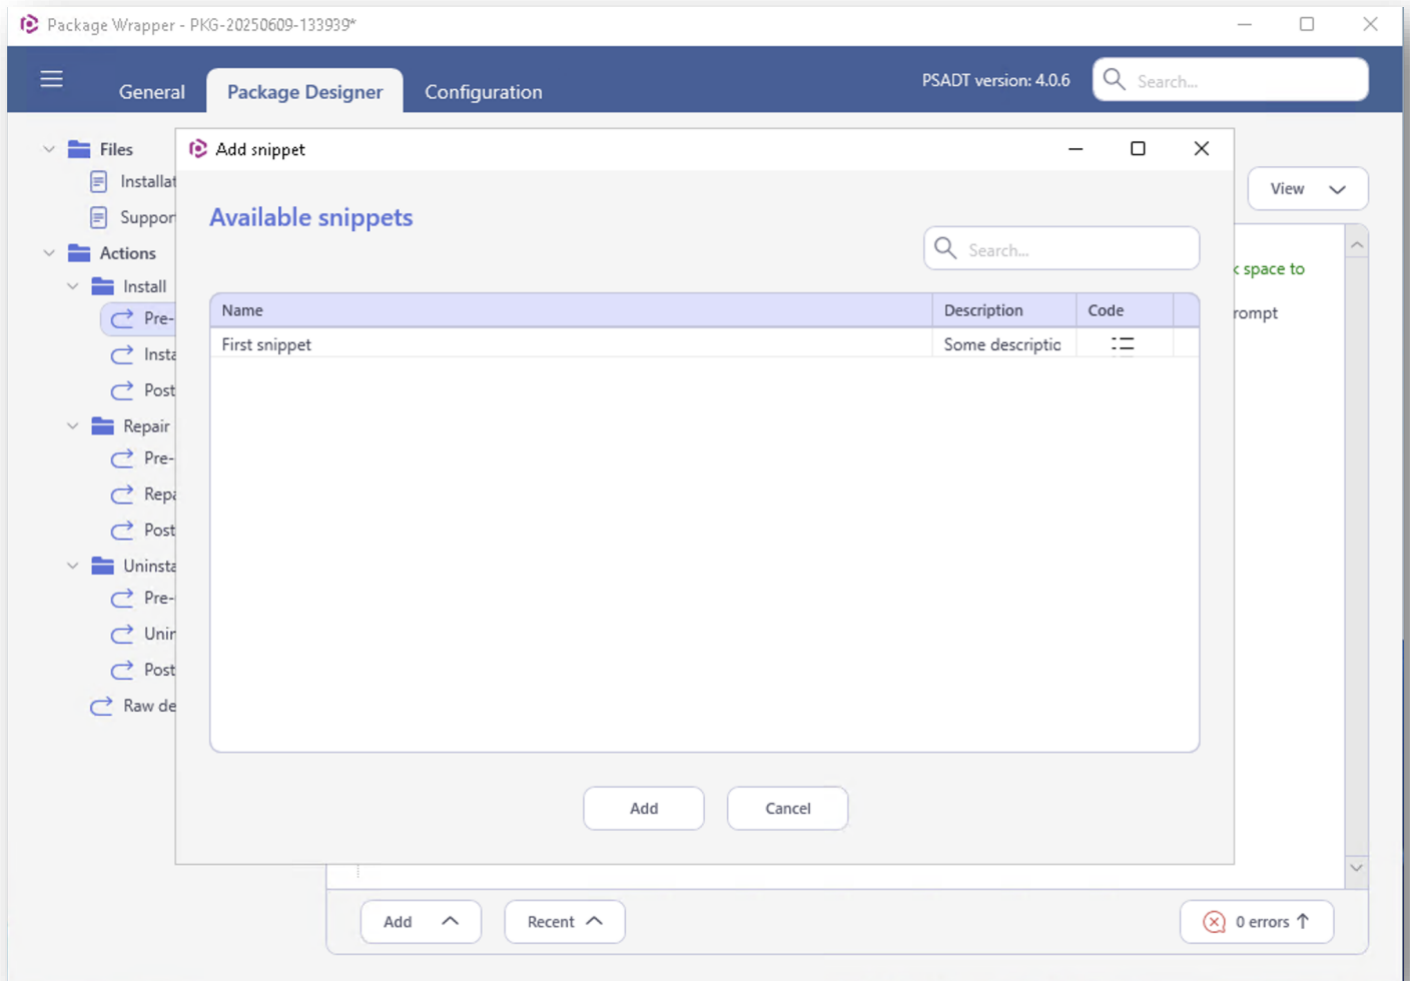 Package Wrapper - PKG-20250609-133939*
General
Package Designer
Configuration
PSADT version: 4.0.6
Search...
Files
Installat
Suppor
Actions
Install
Pre-
Insta
Post
Repair
Pre-
Repa
Post
Uninsta
Pre-
Unin
Post
Raw de
Add snippet
Available snippets
Search...
Name Description Code
First snippet Some descriptic
Add
Cancel
View
k space to
rompt
Add
Recent
0 errors